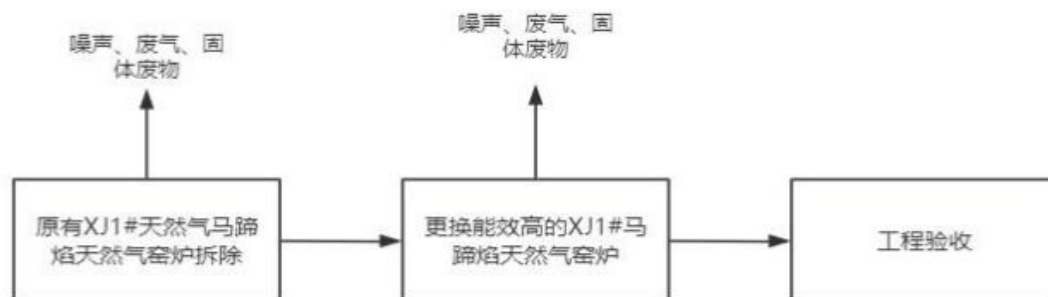 噪声、废气、固
体废物
噪声、废气、固
体废物
原有XJ1#天然气马蹄
焰天然气窑炉拆除
更换能效高的XJ1#马
蹄焰天然气窑炉
工程验收